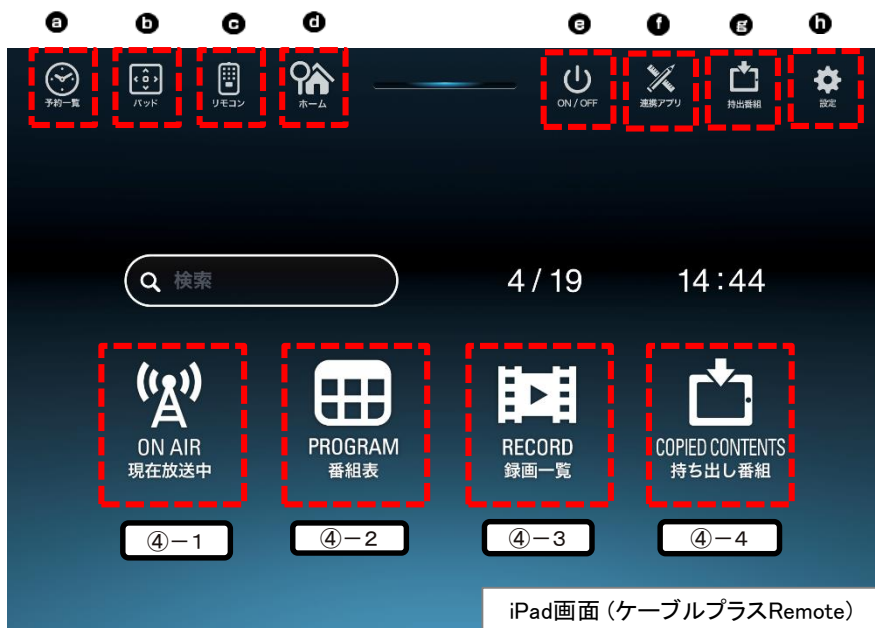 ⓐ ⓑ ⓒ ⓓ ⓔ ⓕ ⓖ ⓗ
予約一覧 パッド リモコン ホーム ON / OFF 連携アプリ 持出番組 設定
検索 4/19 14:44
ON AIR PROGRAM RECORD COPIED CONTENTS
現在放送中 番組表 録画一覧 持ち出し番組
④－1 ④－2 ④－3 ④－4
iPad画面（ケーブルプラスRemote）